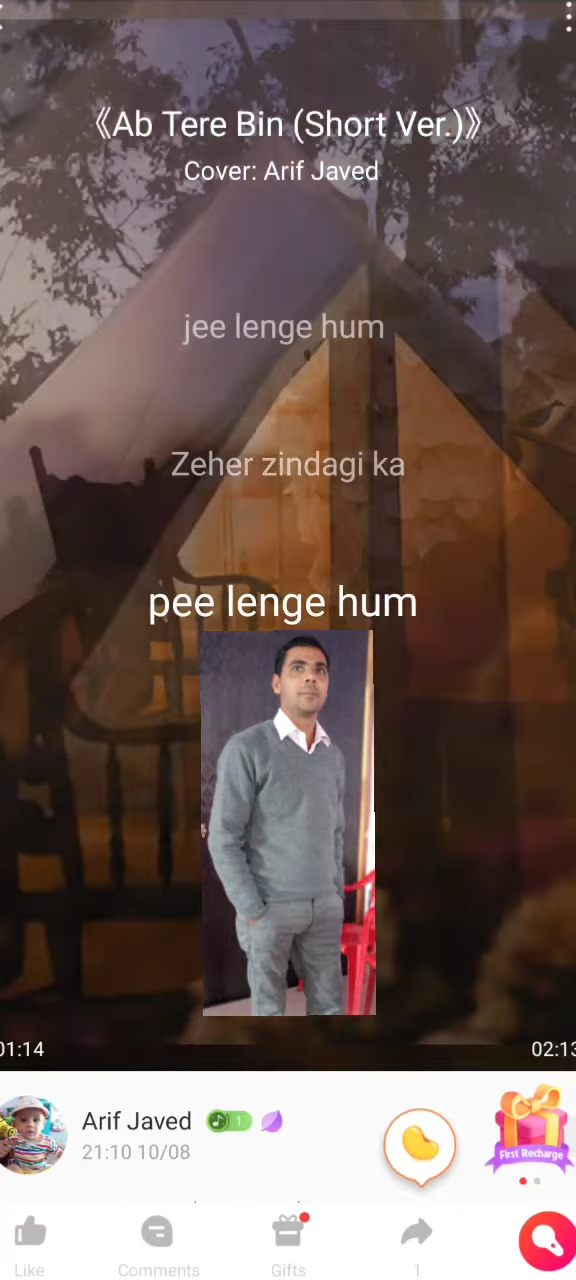 《Ab Tere Bin (Short Ver.)》
Cover: Arif Javed
jee lenge hum
Zeher zindagi ka
pee lenge hum
01:14
02:13
Arif Javed
1
21:10 10/08
First Recharge
Like
Comments
Gifts
1